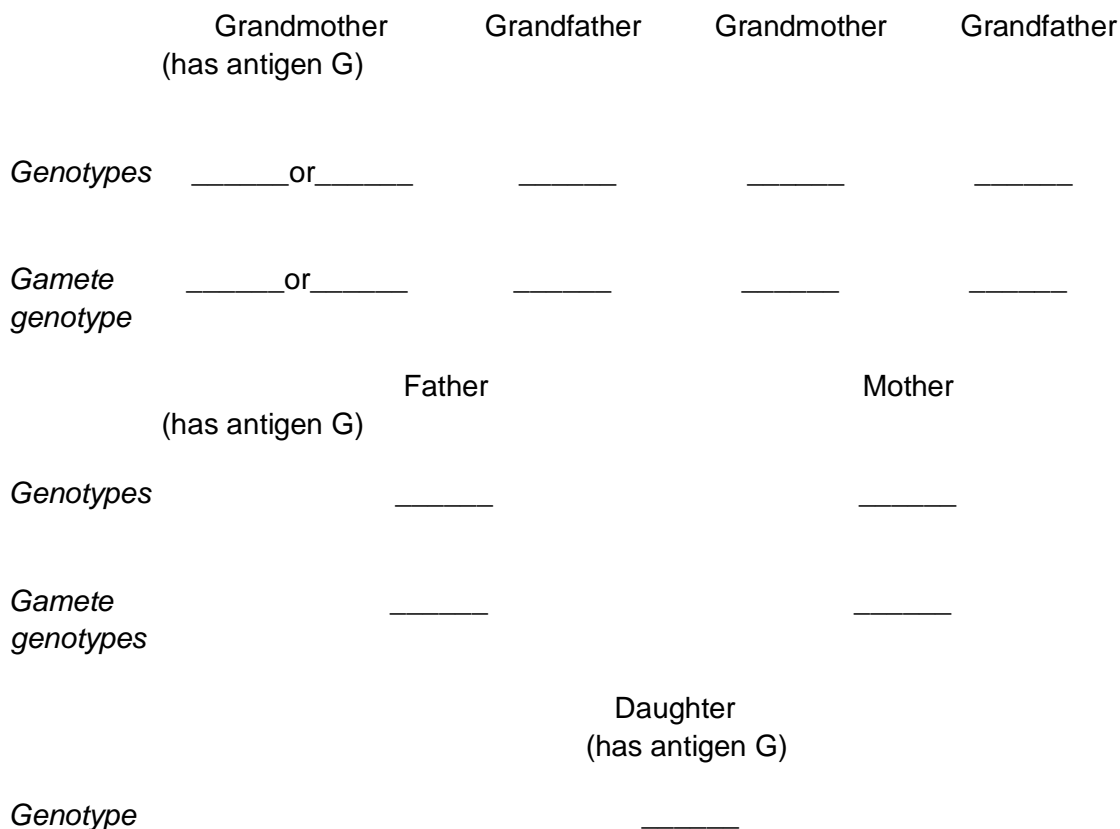 Grandmother Grandfather Grandmother Grandfather
(has antigen G)
Genotypes ______or______ ______ ______ ______
Gamete ______or______ ______ ______ ______
genotype
Father Mother
(has antigen G)
Genotypes ______ ______
Gamete ______ ______
genotypes
Daughter
(has antigen G)
Genotype ______